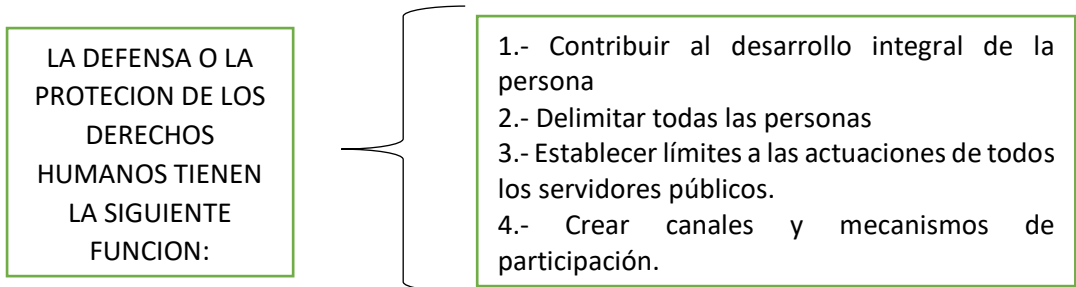 LA DEFENSA O LA
PROTECION DE LOS
DERECHOS
HUMANOS TIENEN
LA SIGUIENTE
FUNCION:
1.- Contribuir al desarrollo integral de la
persona
2.- Delimitar todas las personas
3.- Establecer límites a las actuaciones de todos
los servidores públicos.
4.- Crear canales y mecanismos de
participación.